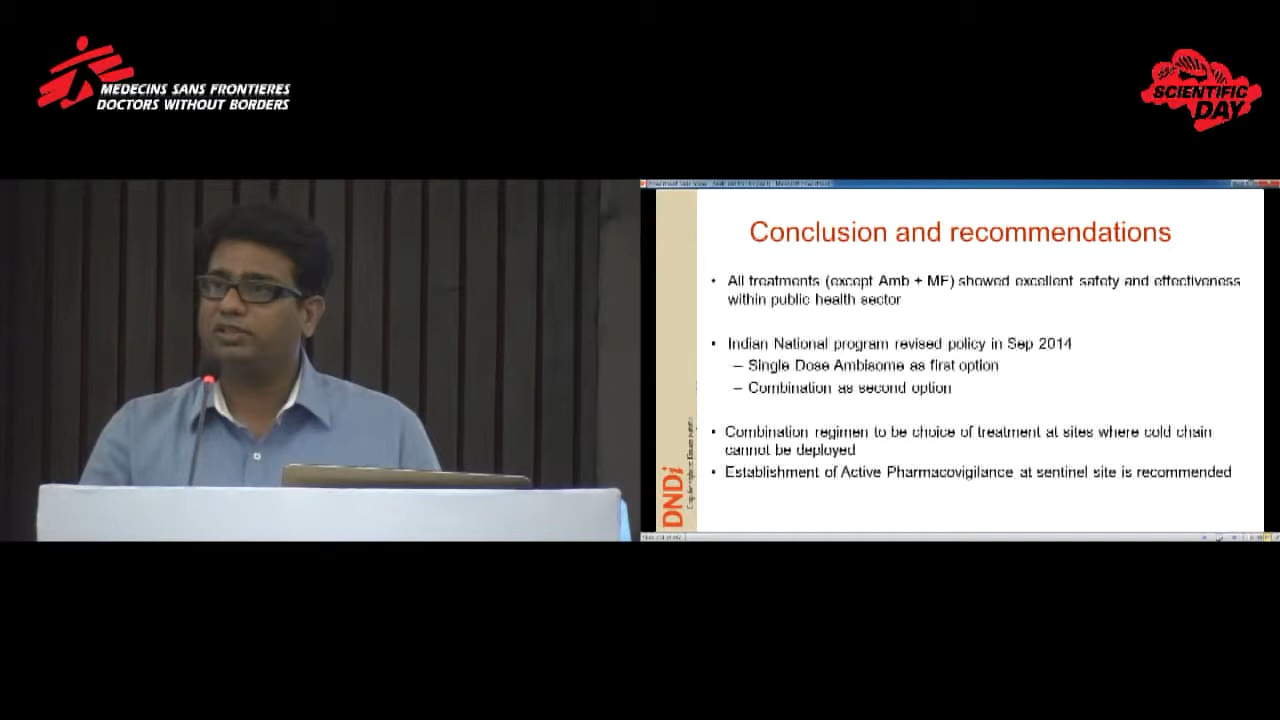 MEDECINS SANS FRONTIERES
DOCTORS WITHOUT BORDERS
SCIENTIFIC
DAY
Conclusion and recommendations
• All treatments (except Amb + MF) showed excellent safety and effectiveness
within public health sector
• Indian National program revised policy in Sep 2014
– Single Dose Ambisome as first option
– Combination as second option
• Combination regimen to be choice of treatment at sites where cold chain
cannot be deployed
• Establishment of Active Pharmacovigilance at sentinel site is recommended
DNDi